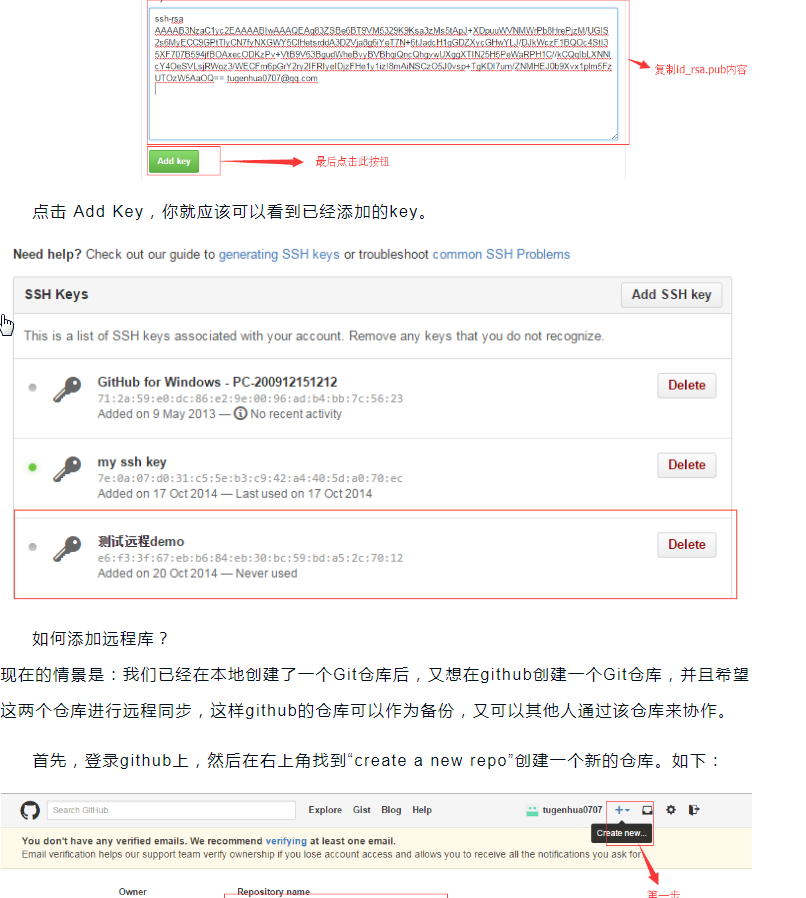 ssh-rsa
复制id_rsa.pub内容
UTOzW5AaOQ== tugenhua0707@qq.com
Add key
最后点击此按钮
点击 Add Key，你就应该可以看到已经添加的key。
Need help? Check out our guide to generating SSH keys or troubleshoot common SSH Problems
SSH Keys
Add SSH key
This is a list of SSH keys associated with your account. Remove any keys that you do not recognize.
GitHub for Windows - PC-200912151212
71:2a:59:e0:dc:86:e2:9e:00:96:ad:b4:bb:7c:56:23
Added on 9 May 2013 — No recent activity
Delete
my ssh key
7e:0a:07:d0:31:c5:5e:b3:c9:42:a4:40:5d:a0:70:ec
Added on 17 Oct 2014 — Last used on 17 Oct 2014
Delete
测试远程demo
e6:f3:3f:67:eb:b6:84:eb:30:bc:59:bd:a5:2c:70:12
Added on 20 Oct 2014 — Never used
Delete
如何添加远程库？
现在的情景是：我们已经在本地创建了一个Git仓库后，又想在github创建一个Git仓库，并且希望
这两个仓库进行远程同步，这样github的仓库可以作为备份，又可以其他人通过该仓库来协作。
首先，登录github上，然后在右上角找到“create a new repo”创建一个新的仓库。如下：
Search GitHub
Explore Gist Blog Help
tugenhua0707
Create new...
You don't have any verified emails. We recommend verifying at least one email.
Email verification helps our support team verify ownership if you lose account access and allows you to receive all the notifications you ask for
Owner
Repository name